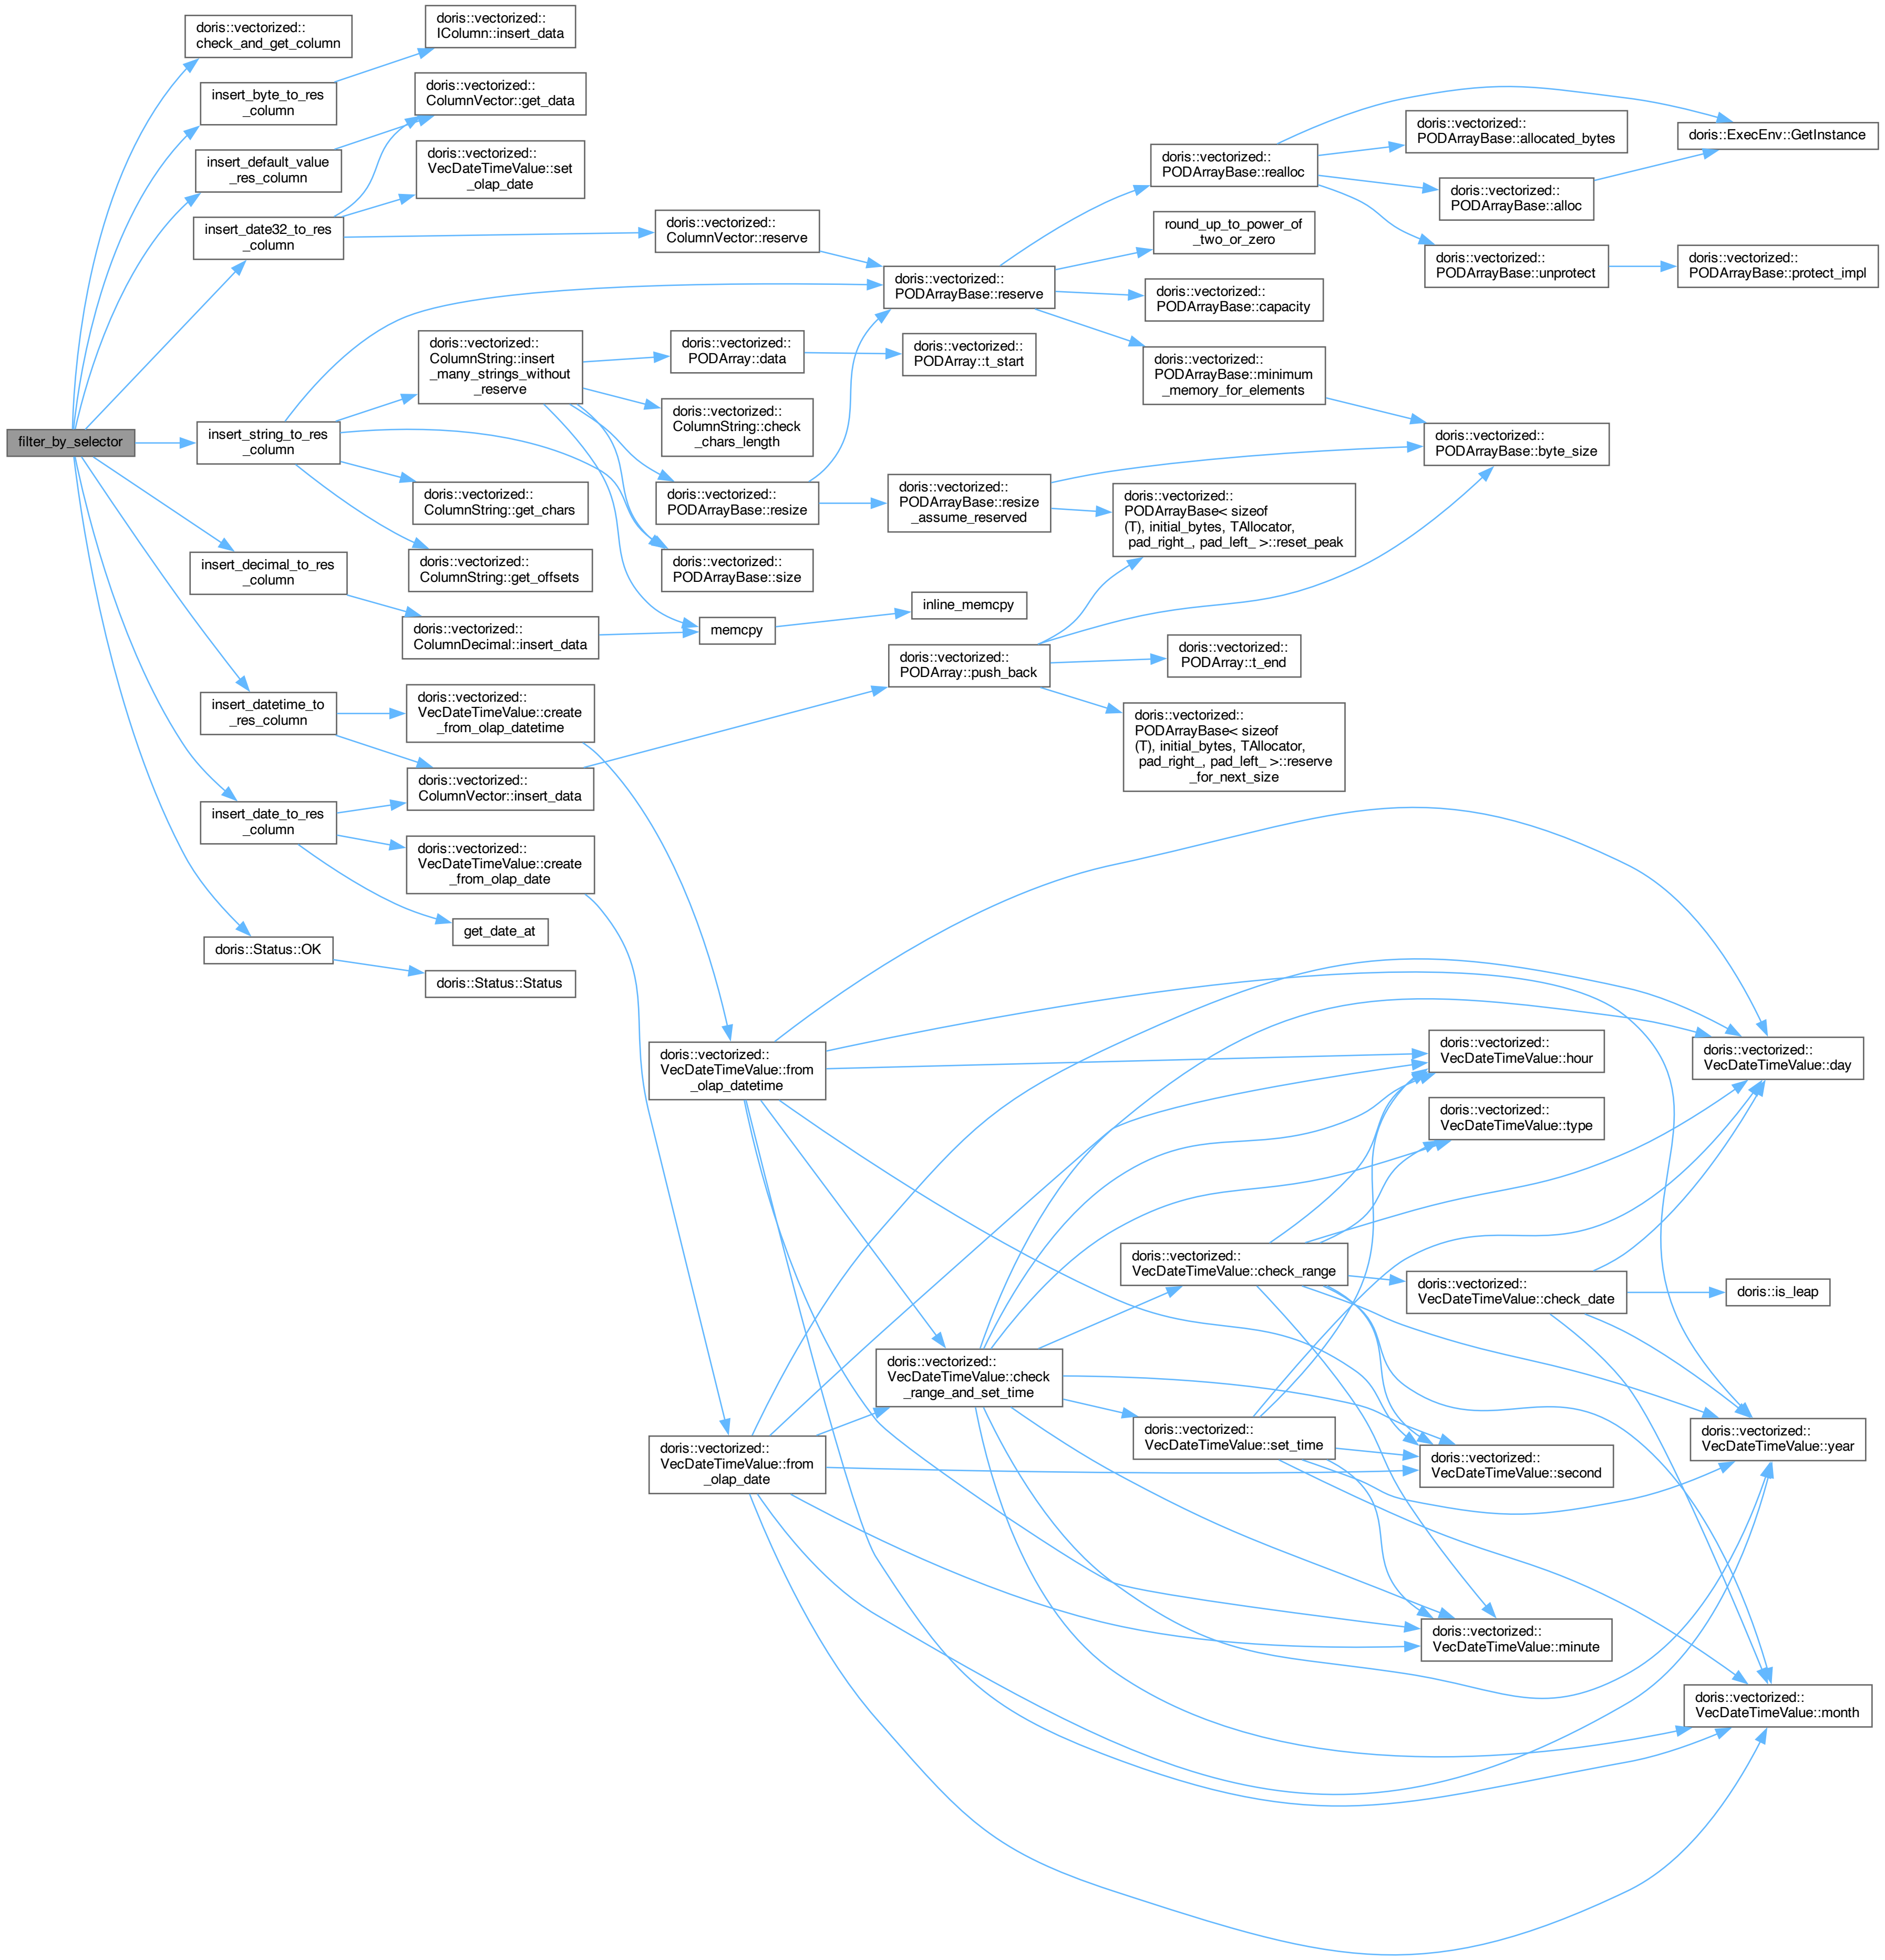 filter_by_selector
doris::vectorized::
check_and_get_column
insert_byte_to_res
_column
insert_default_value
_res_column
insert_date32_to_res
_column
insert_string_to_res
_column
insert_decimal_to_res
_column
insert_datetime_to
_res_column
insert_date_to_res
_column
doris::Status::OK
doris::vectorized::
IColumn::insert_data
doris::vectorized::
ColumnVector::get_data
doris::vectorized::
VecDateTimeValue::set
_olap_date
doris::vectorized::
ColumnString::insert
_many_strings_without
_reserve
doris::vectorized::
ColumnString::get_chars
doris::vectorized::
ColumnString::get_offsets
doris::vectorized::
ColumnDecimal::insert_data
doris::vectorized::
VecDateTimeValue::create
_from_olap_datetime
doris::vectorized::
ColumnVector::insert_data
doris::vectorized::
VecDateTimeValue::create
_from_olap_date
get_date_at
doris::Status::Status
doris::vectorized::
ColumnVector::reserve
doris::vectorized::
PODArray::data
doris::vectorized::
ColumnString::check
_chars_length
doris::vectorized::
PODArrayBase::resize
doris::vectorized::
PODArrayBase::size
memcpy
doris::vectorized::
VecDateTimeValue::from
_olap_datetime
doris::vectorized::
VecDateTimeValue::from
_olap_date
doris::vectorized::
PODArrayBase::reserve
doris::vectorized::
PODArray::t_start
doris::vectorized::
PODArrayBase::resize
_assume_reserved
inline_memcpy
doris::vectorized::
PODArray::push_back
doris::vectorized::
VecDateTimeValue::check
_range_and_set_time
doris::vectorized::
PODArrayBase::realloc
round_up_to_power_of
_two_or_zero
doris::vectorized::
PODArrayBase::capacity
doris::vectorized::
PODArrayBase::minimum
_memory_for_elements
doris::vectorized::
PODArrayBase< sizeof
(T), initial_bytes, TAllocator,
pad_right_, pad_left_ >::reset_peak
doris::vectorized::
PODArray::t_end
doris::vectorized::
PODArrayBase< sizeof
(T), initial_bytes, TAllocator,
pad_right_, pad_left_ >::reserve
_for_next_size
doris::vectorized::
VecDateTimeValue::check_range
doris::vectorized::
VecDateTimeValue::set_time
doris::vectorized::
PODArrayBase::allocated_bytes
doris::vectorized::
PODArrayBase::alloc
doris::vectorized::
PODArrayBase::unprotect
doris::vectorized::
PODArrayBase::byte_size
doris::vectorized::
VecDateTimeValue::hour
doris::vectorized::
VecDateTimeValue::type
doris::vectorized::
VecDateTimeValue::check_date
doris::vectorized::
VecDateTimeValue::second
doris::vectorized::
VecDateTimeValue::minute
doris::ExecEnv::GetInstance
doris::vectorized::
PODArrayBase::protect_impl
doris::vectorized::
VecDateTimeValue::day
doris::is_leap
doris::vectorized::
VecDateTimeValue::year
doris::vectorized::
VecDateTimeValue::month